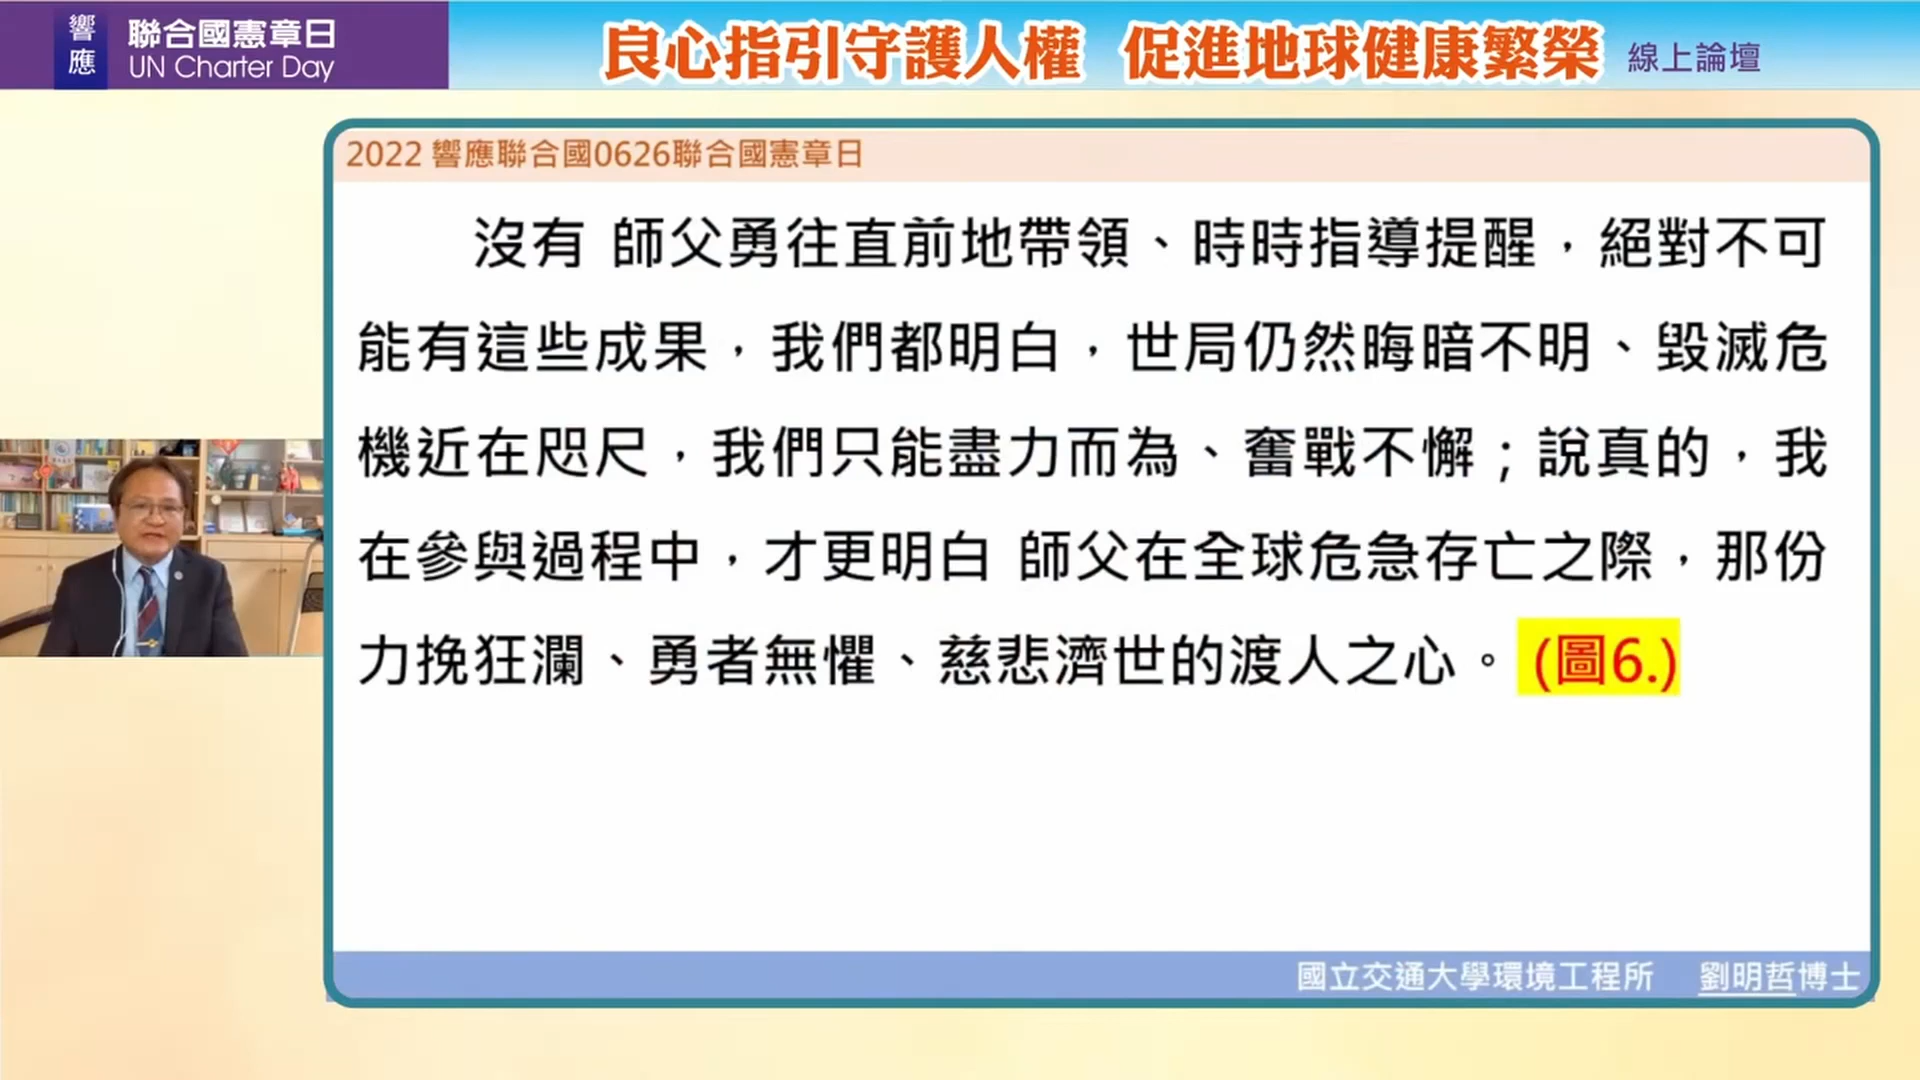 響應
聯合國憲章日
UN Charter Day
良心指引守護人權 促進地球健康繁榮 線上論壇
2022 響應聯合國0626聯合國憲章日
沒有 師父勇往直前地帶領、時時指導提醒，絕對不可
能有這些成果，我們都明白，世局仍然晦暗不明、毀滅危
機近在咫尺，我們只能盡力而為、奮戰不懈；說真的，我
在參與過程中，才更明白 師父在全球危急存亡之際，那份
力挽狂瀾、勇者無懼、慈悲濟世的渡人之心。(圖6.)
國立交通大學環境工程所 劉明哲博士